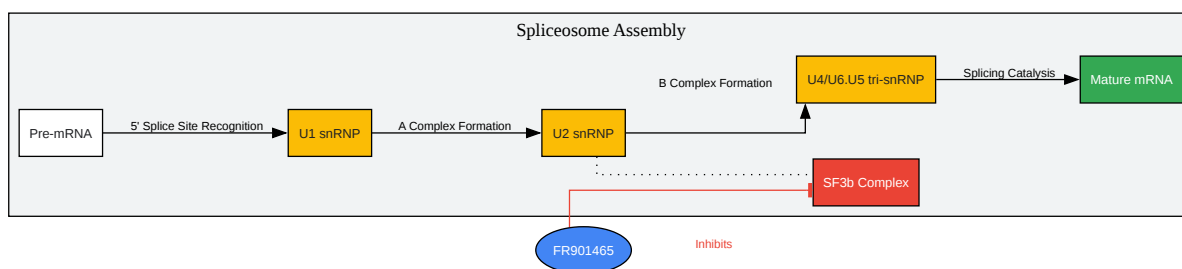 Spliceosome Assembly
B Complex Formation
U4/U6.U5 tri-snRNP
Splicing Catalysis
Mature mRNA
Pre-mRNA
5' Splice Site Recognition
U1 snRNP
A Complex Formation
U2 snRNP
SF3b Complex
FR901465
Inhibits